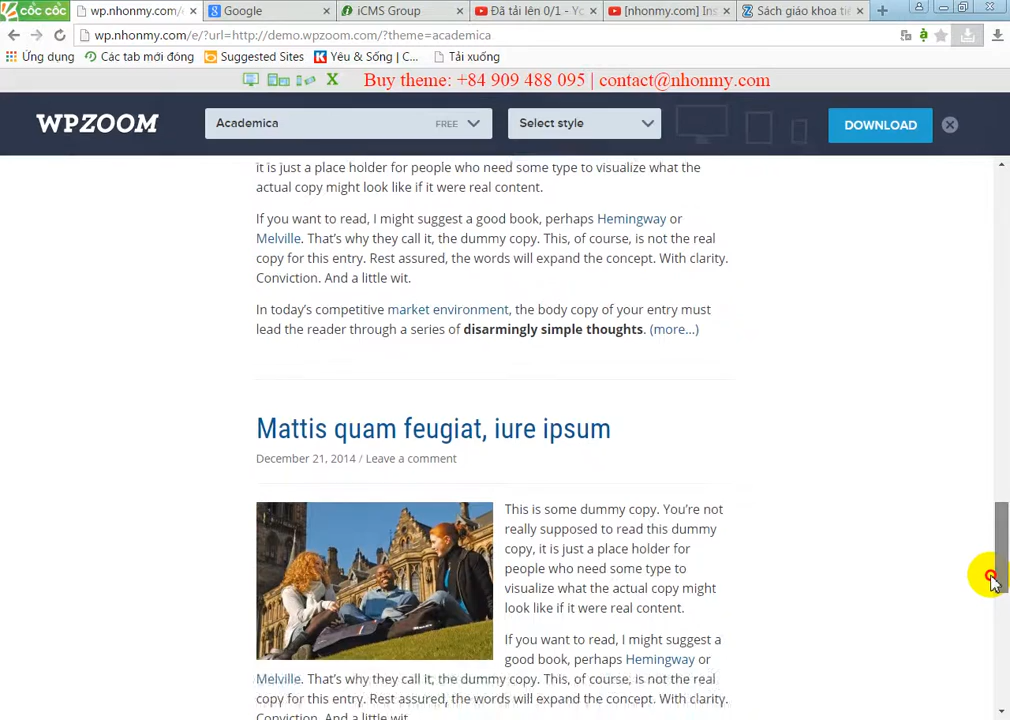 cốc cốc
wp.nhonmy.com/
Google
iCMS Group
Đã tải lên 0/1 - Yc
[nhonmy.com] Ins
Sách giáo khoa tiế
wp.nhonmy.com/e/?url=http://demo.wpzoom.com/?theme=academica
Ứng dụng
Các tab mới đóng
Suggested Sites
Yêu & Sống | C...
Tải xuống
Buy theme: +84 909 488 095 | contact@nhonmy.com
WPZOOM
Academica
FREE
Select style
DOWNLOAD
it is just a place holder for people who need some type to visualize what the
actual copy might look like if it were real content.
If you want to read, I might suggest a good book, perhaps Hemingway or
Melville. That's why they call it, the dummy copy. This, of course, is not the real
copy for this entry. Rest assured, the words will expand the concept. With clarity.
Conviction. And a little wit.
In today's competitive market environment, the body copy of your entry must
lead the reader through a series of disarmingly simple thoughts. (more…)
Mattis quam feugiat, iure ipsum
December 21, 2014 / Leave a comment
This is some dummy copy. You're not
really supposed to read this dummy
copy, it is just a place holder for
people who need some type to
visualize what the actual copy might
look like if it were real content.
If you want to read, I might suggest a
good book, perhaps Hemingway or
Melville. That's why they call it, the dummy copy. This, of course, is not the real
copy for this entry. Rest assured, the words will expand the concept. With clarity.
Conviction. And a little wit.